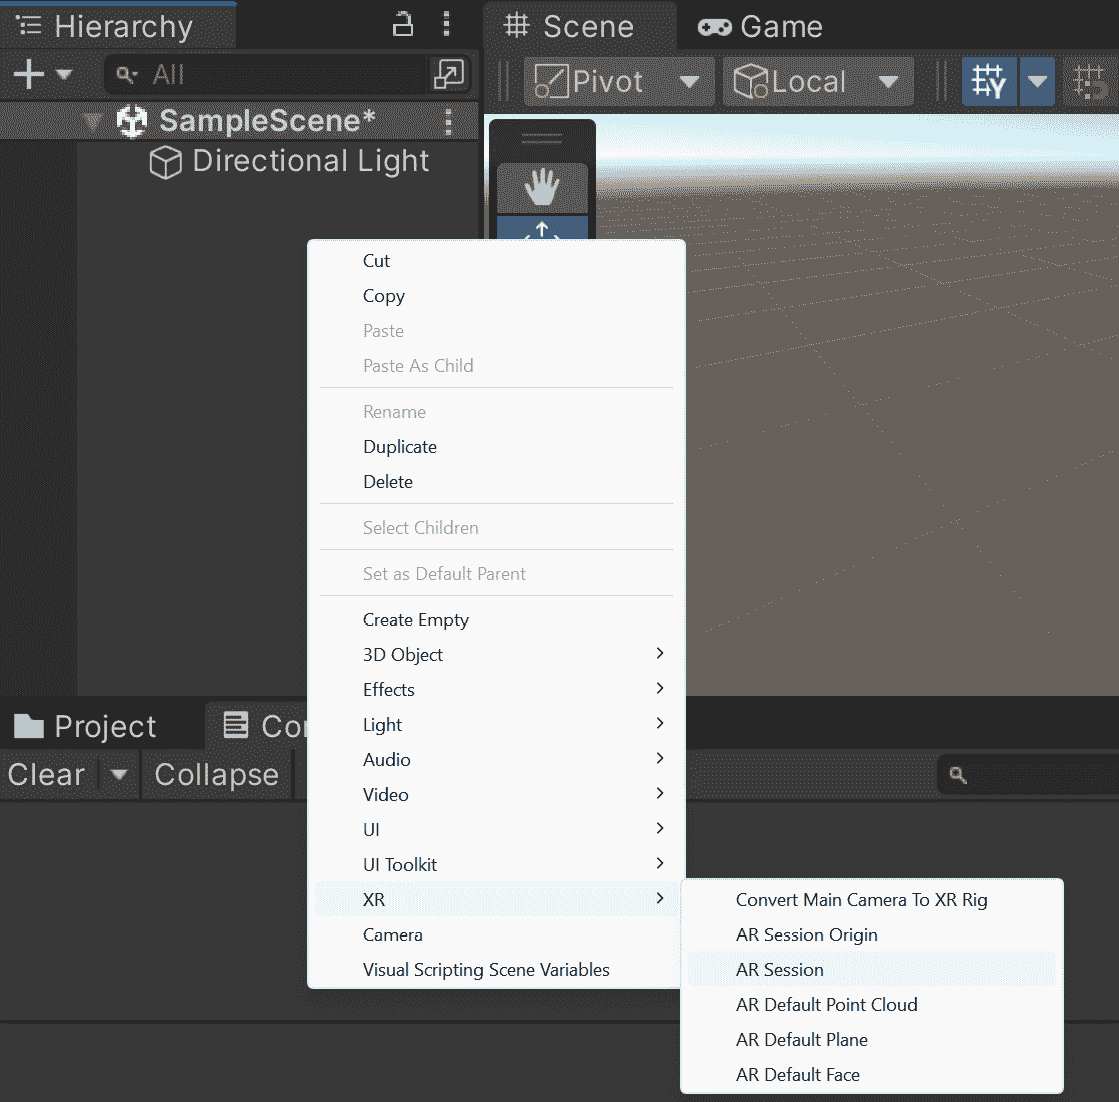 Hierarchy
Scene
Game
All
Pivot
Local
SampleScene*
Directional Light
Cut
Copy
Paste
Paste As Child
Rename
Duplicate
Delete
Select Children
Set as Default Parent
Create Empty
3D Object
Effects
Light
Audio
Video
UI
UI Toolkit
XR
Camera
Visual Scripting Scene Variables
Convert Main Camera To XR Rig
AR Session Origin
AR Session
AR Default Point Cloud
AR Default Plane
AR Default Face
Project
Clear
Collapse